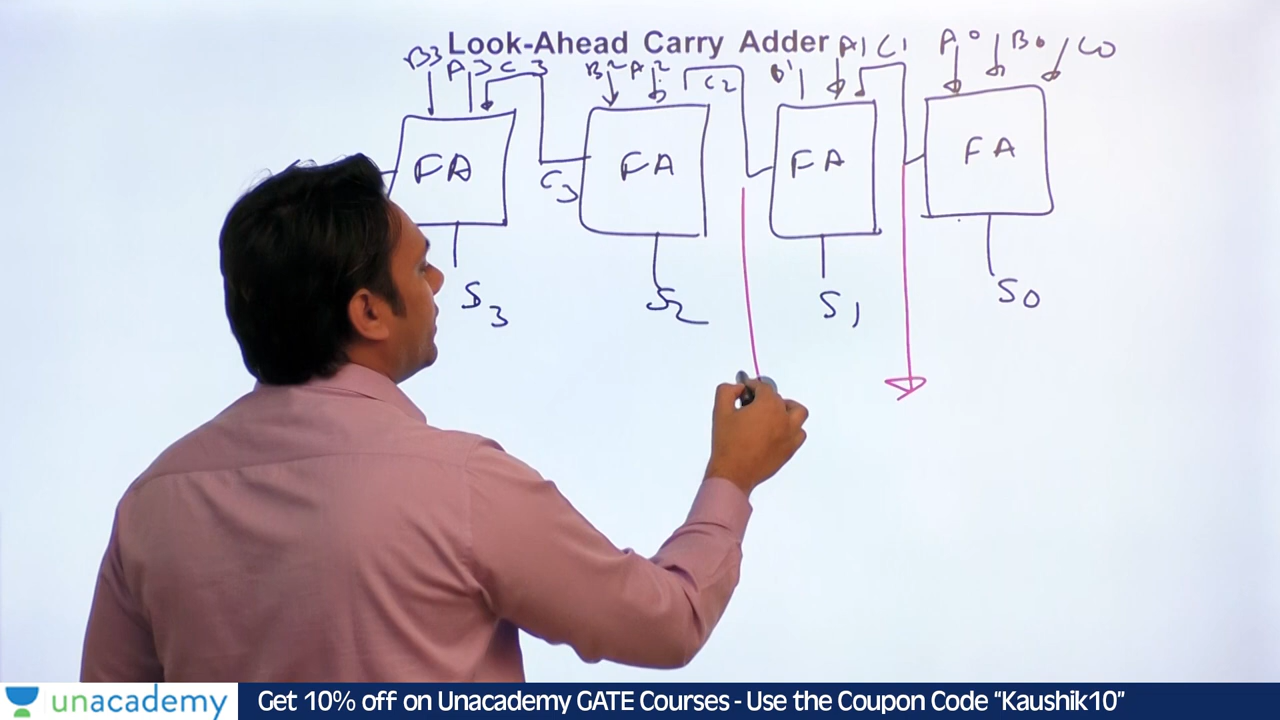 Look-Ahead Carry Adder
B3 A3 C3 B2 A2 C2 A1 C1 A0 B0 C0
FA FA FA FA
C3
S3 S2 S1 S0
unacademy
Get 10% off on Unacademy GATE Courses - Use the Coupon Code “Kaushik10”